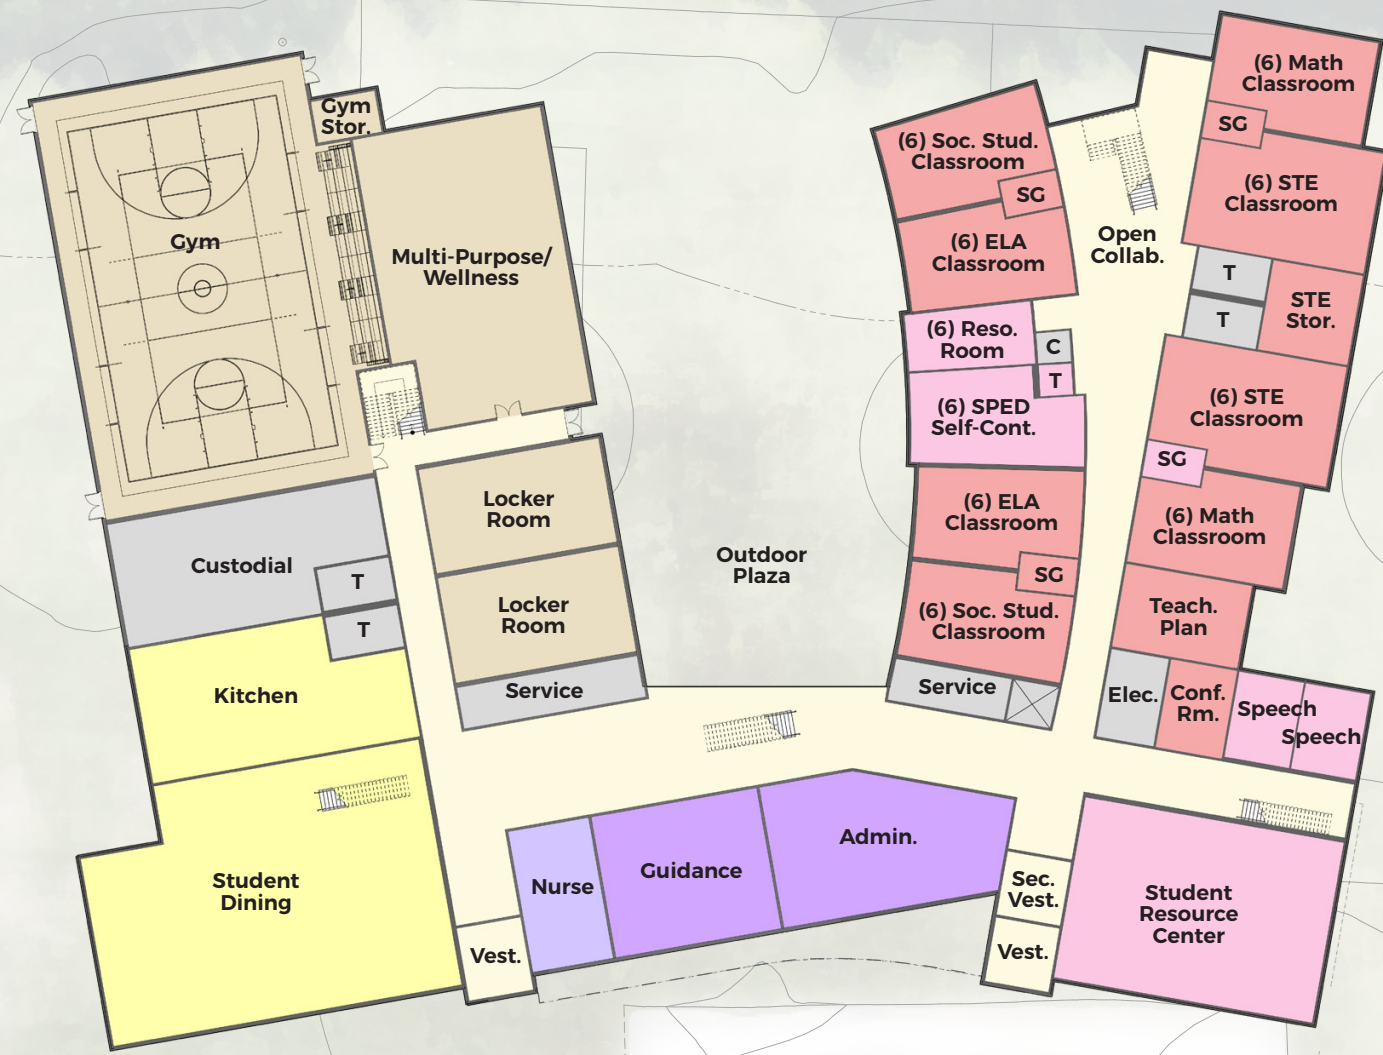 Gym
Stor.
Gym
Multi-Purpose/
Wellness
Locker
Room
Locker
Room
Service
Custodial
T
T
Kitchen
Student
Dining
Vest.
Nurse
Guidance
Admin.
Outdoor
Plaza
(6) Soc. Stud.
Classroom
SG
(6) ELA
Classroom
(6) Reso.
Room
C
T
(6) SPED
Self-Cont.
(6) ELA
Classroom
SG
(6) Soc. Stud.
Classroom
Service
Open
Collab.
(6) Math
Classroom
SG
(6) STE
Classroom
T
T
STE
Stor.
(6) STE
Classroom
SG
(6) Math
Classroom
Teach.
Plan
Elec.
Conf.
Rm.
Speech
Speech
Sec.
Vest.
Vest.
Student
Resource
Center